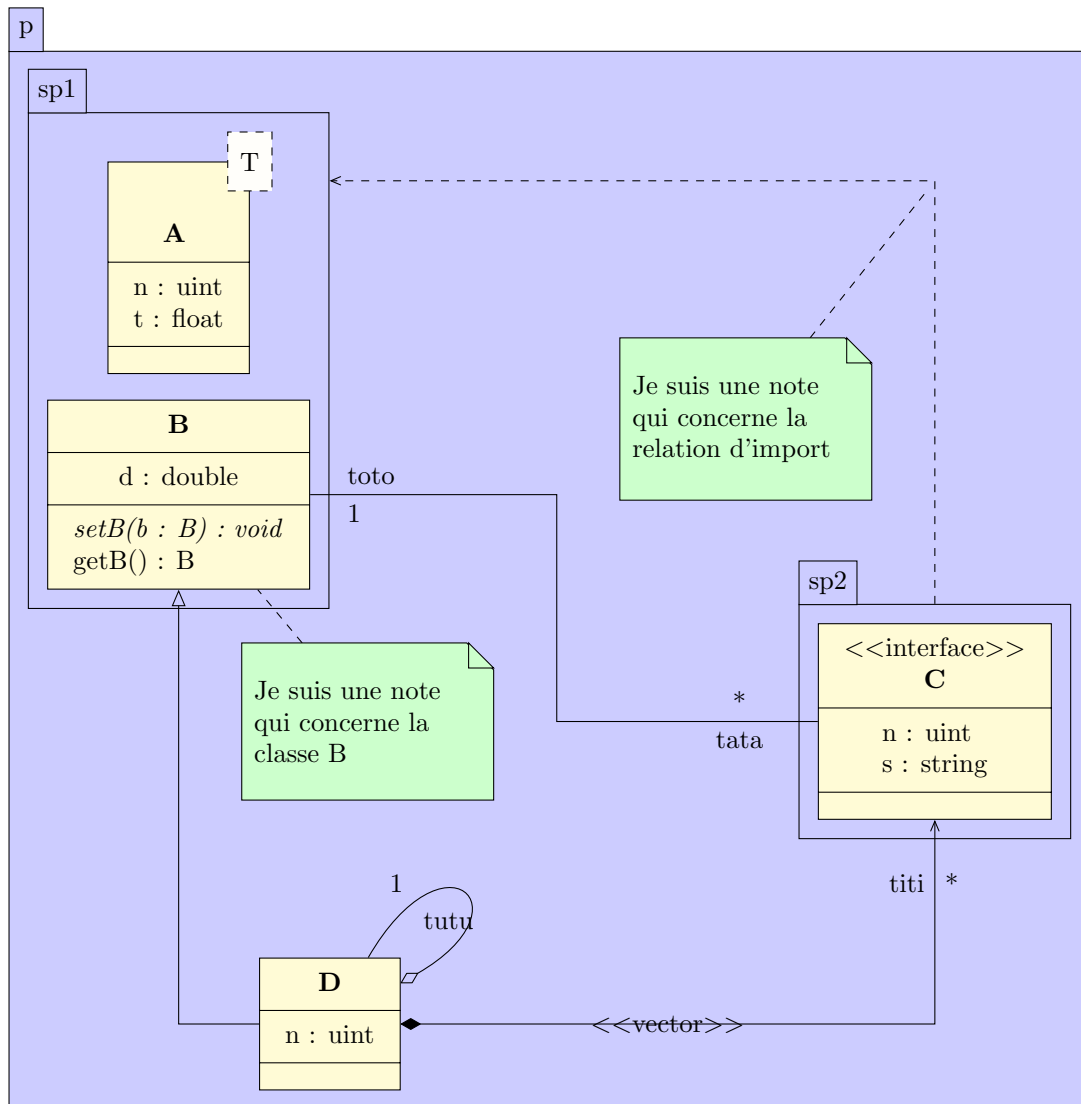 p
sp1
T
A
n : uint
t : float
B
d : double
setB(b : B) : void
getB() : B
toto
1
Je suis une note
qui concerne la
relation d'import
sp2
<<interface>>
C
n : uint
s : string
*
tata
Je suis une note
qui concerne la
classe B
titi
*
1
tutu
D
n : uint
<<vector>>